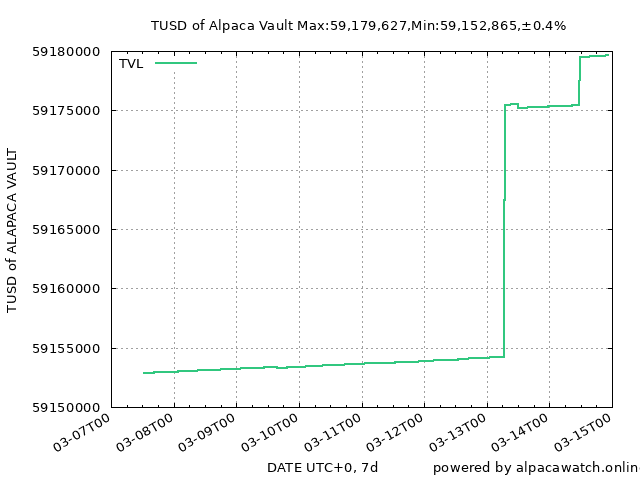 TUSD of Alpaca Vault Max:59,179,627,Min:59,152,865,±0.4%
TVL
59180000
59175000
59170000
59165000
59160000
59155000
59150000
TUSD of ALAPACA VAULT
03-07T00
03-08T00
03-09T00
03-10T00
03-11T00
03-12T00
03-13T00
03-14T00
03-15T00
DATE UTC+0, 7d
powered by alpacawatch.onlin